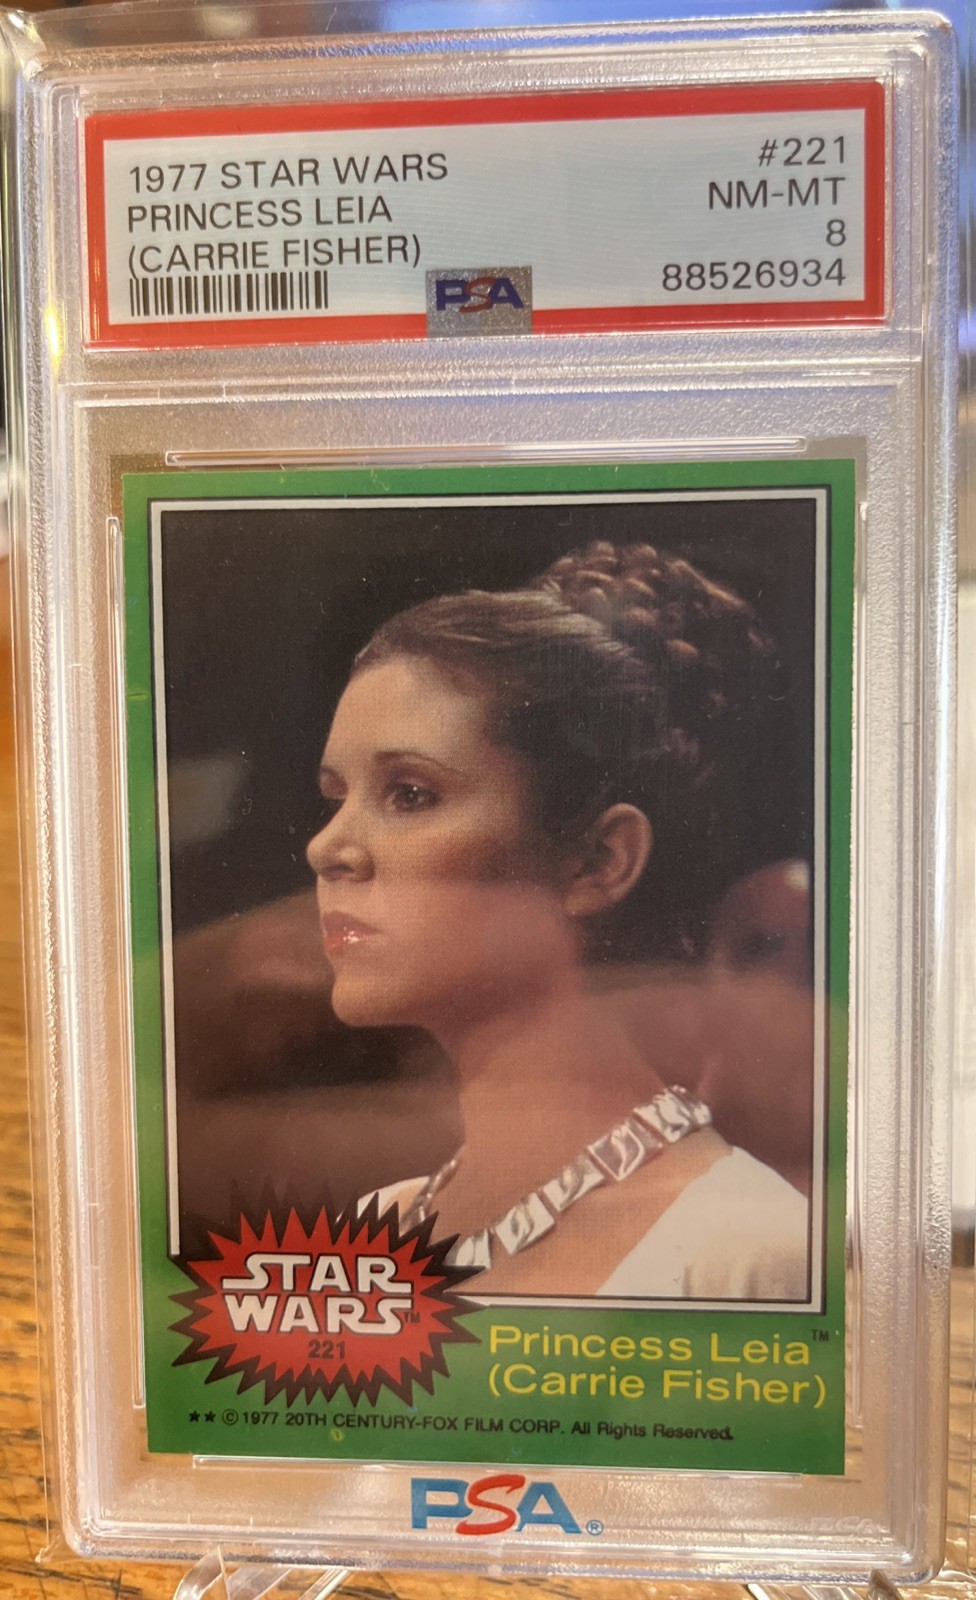 1977 STAR WARS
PRINCESS LEIA
(CARRIE FISHER)
#221
NM-MT
8
88526934
PSA
STAR
WARS™
221
Princess Leia™
(Carrie Fisher)
★★ ©1977 20TH CENTURY-FOX FILM CORP. All Rights Reserved.
PSA®